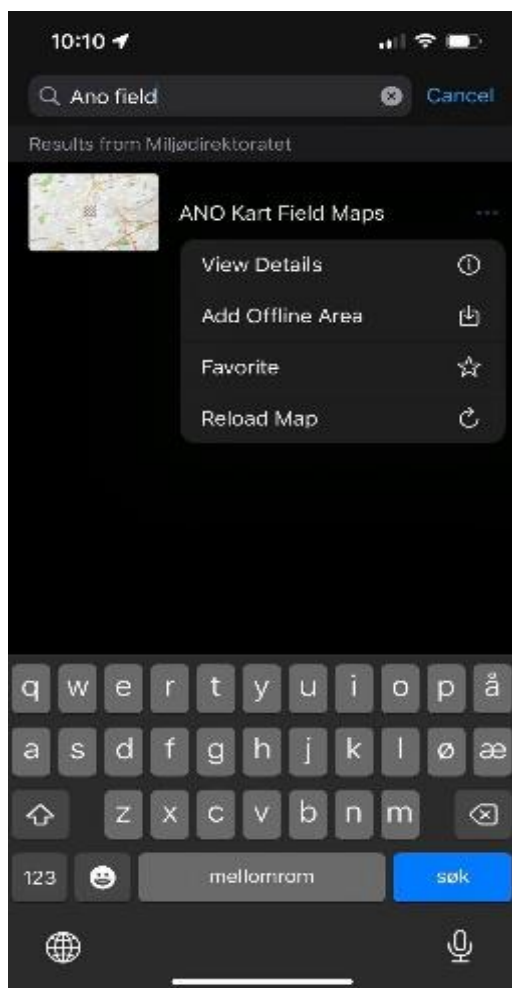 10:10
Ano field
Cancel
Results from Miljødirektoratet
ANO Kart Field Maps
View Details
Add Offline Area
Favorite
Reload Map
q w e r t y u i o p å
a s d f g h j k l ø æ
z x c v b n m
123 mellomrom søk